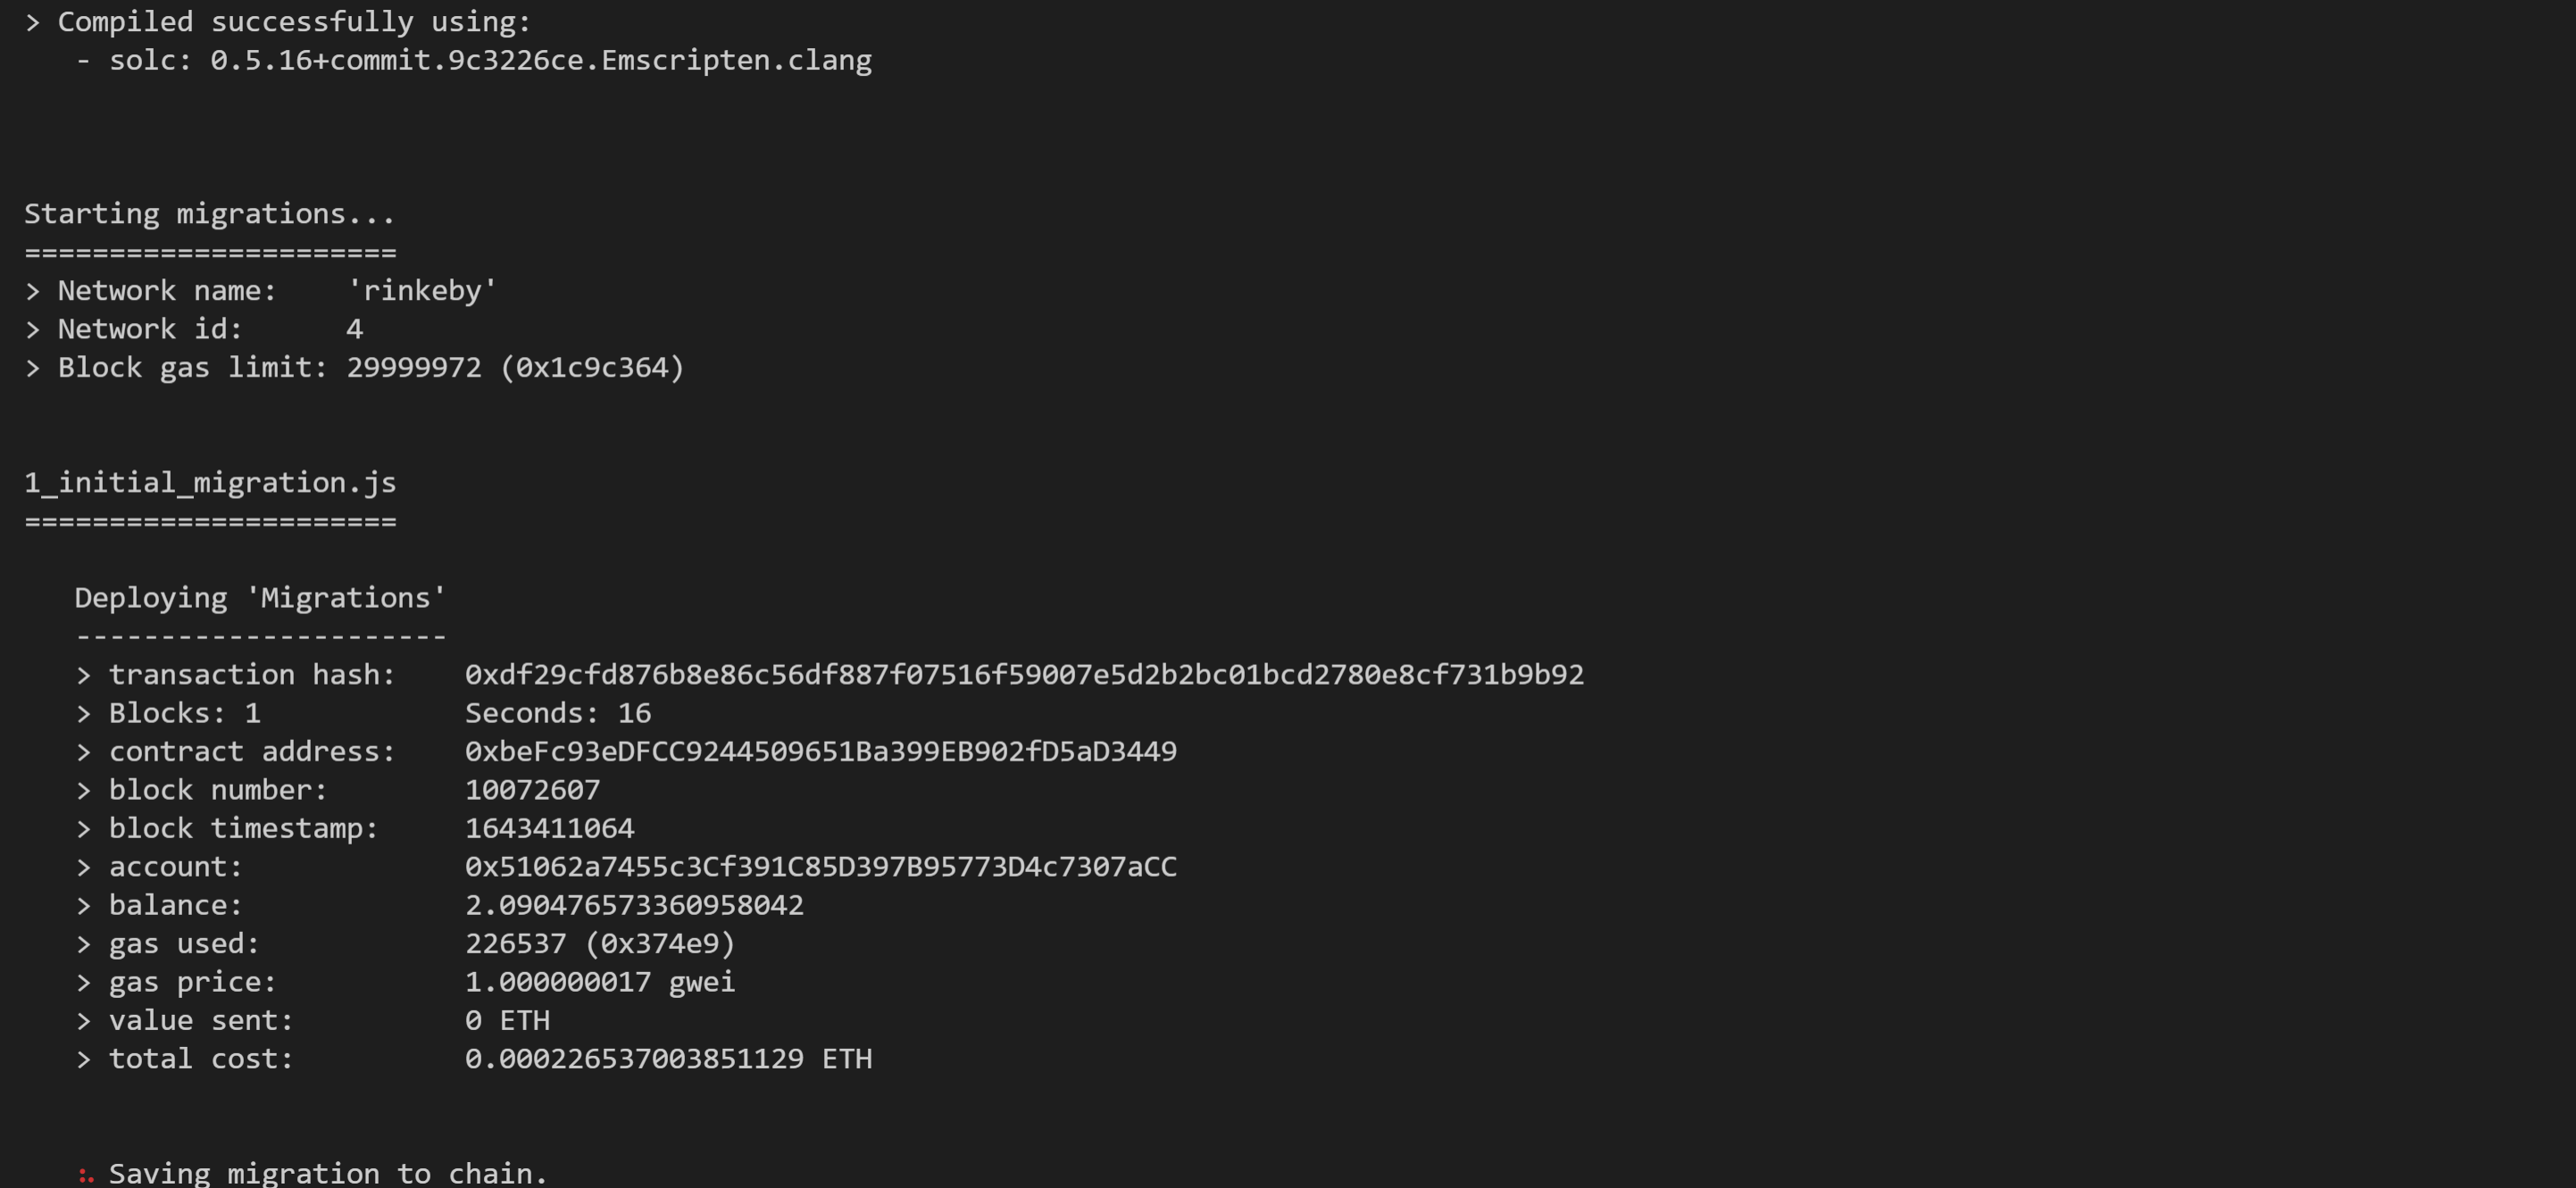 > Compiled successfully using:
- solc: 0.5.16+commit.9c3226ce.Emscripten.clang
Starting migrations...
======================
> Network name:    'rinkeby'
> Network id:      4
> Block gas limit: 29999972 (0x1c9c364)
1_initial_migration.js
======================
Deploying 'Migrations'
----------------------
> transaction hash:    0xdf29cfd876b8e86c56df887f07516f59007e5d2b2bc01bcd2780e8cf731b9b92
> Blocks: 1            Seconds: 16
> contract address:    0xbeFc93eDFCC9244509651Ba399EB902fD5aD3449
> block number:        10072607
> block timestamp:     1643411064
> account:             0x51062a7455c3Cf391C85D397B95773D4c7307aCC
> balance:             2.090476573360958042
> gas used:            226537 (0x374e9)
> gas price:           1.000000017 gwei
> value sent:          0 ETH
> total cost:          0.000226537003851129 ETH
Saving migration to chain.